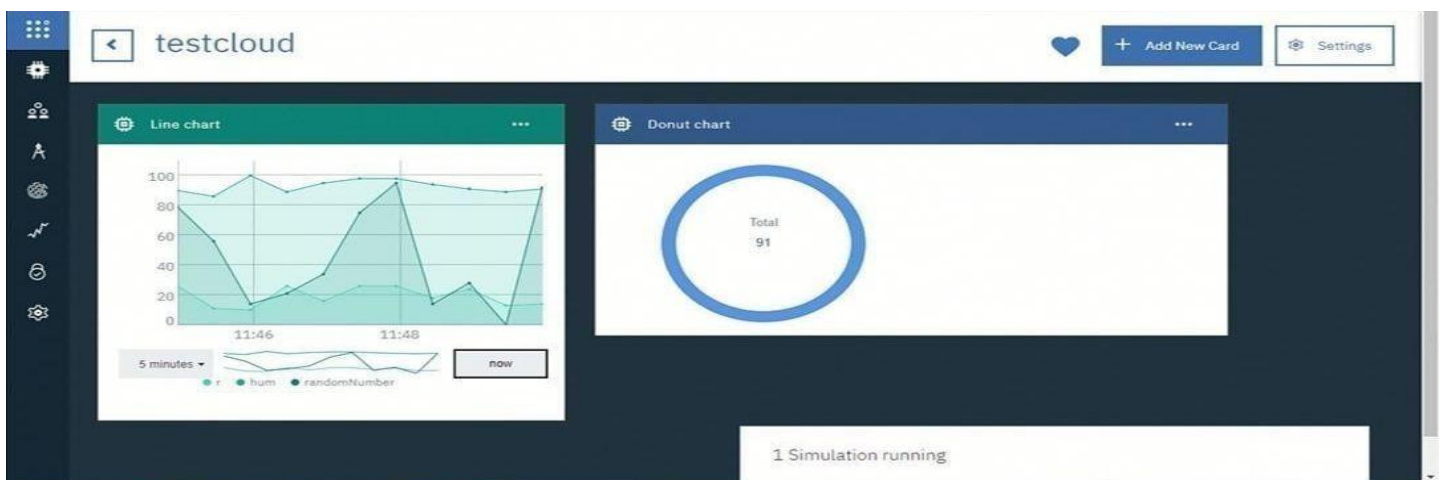 testcloud
+ Add New Card
Settings
Line chart
...
100
80
60
40
20
0
11:46
11:48
5 minutes
now
r
hum
randomNumber
Donut chart
...
Total
91
1 Simulation running